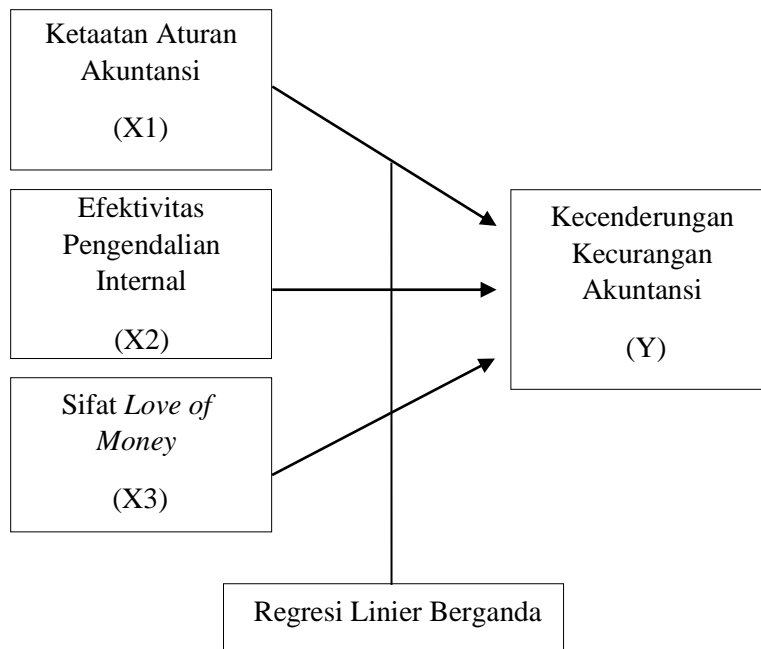 Ketaatan Aturan
Akuntansi
(X1)
Efektivitas
Pengendalian
Internal
(X2)
Sifat Love of
Money
(X3)
Kecenderungan
Kecurangan
Akuntansi
(Y)
Regresi Linier Berganda